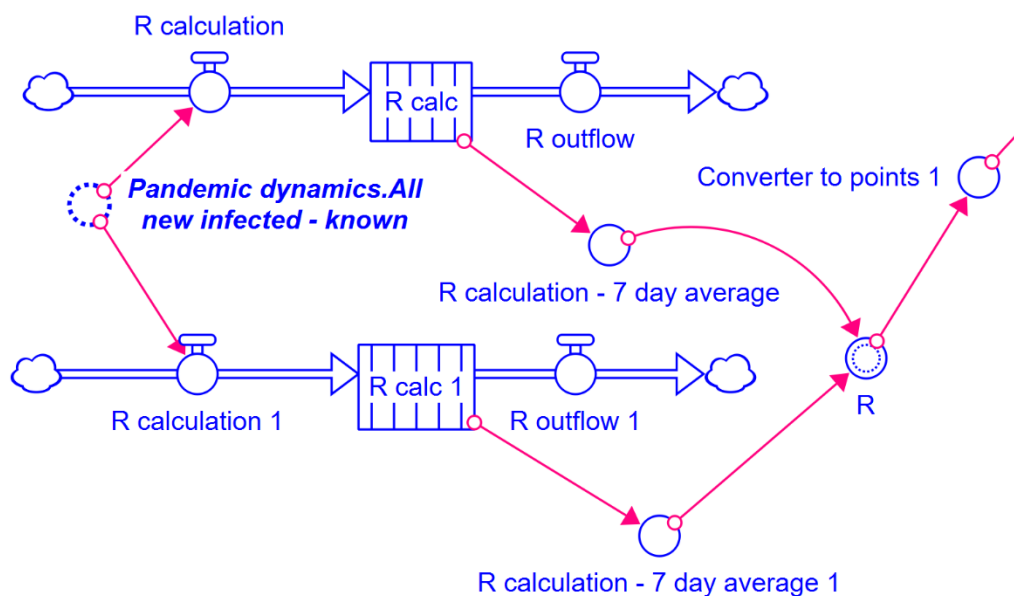 R calculation
R calc
R outflow
Pandemic dynamics.All
new infected - known
Converter to points 1
R calculation - 7 day average
R calc 1
R calculation 1
R outflow 1
R
R calculation - 7 day average 1